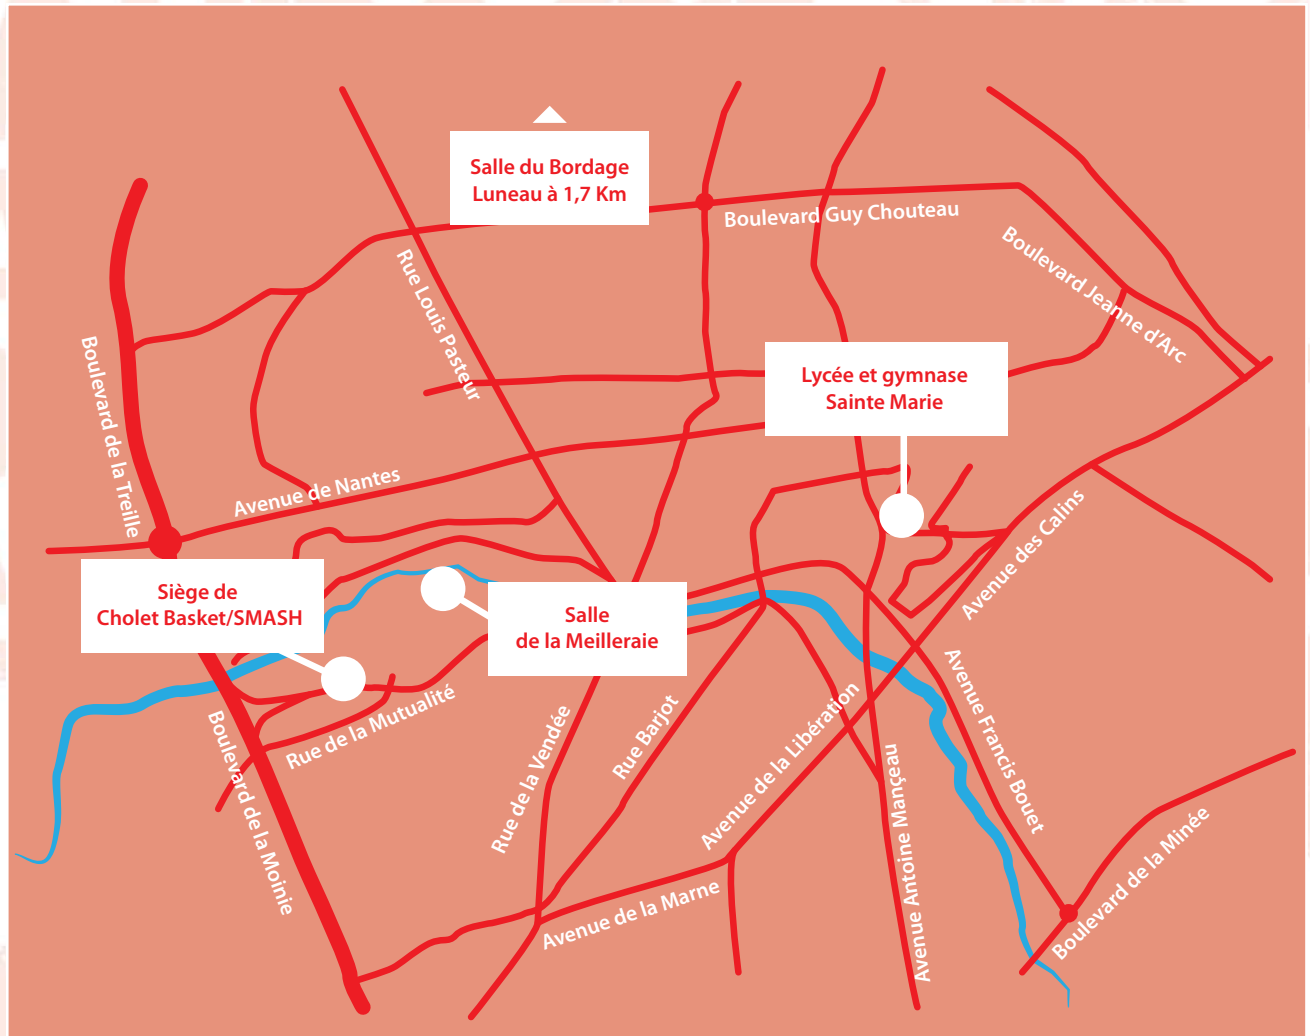 Salle du Bordage
Luneau à 1,7 Km
Boulevard Guy Chouteau
Boulevard Jeanne d'Arc
Rue Louis Pasteur
Boulevard de la Treille
Lycée et gymnase
Sainte Marie
Avenue de Nantes
Avenue des Calins
Siège de
Cholet Basket/SMASH
Salle
de la Meilleraie
Rue de la Mutualité
Boulevard de la Moinie
Rue de la Vendée
Rue Barjot
Avenue de la Libération
Avenue Antoine Mançeau
Avenue Francis Bouet
Boulevard de la Minée
Avenue de la Marne